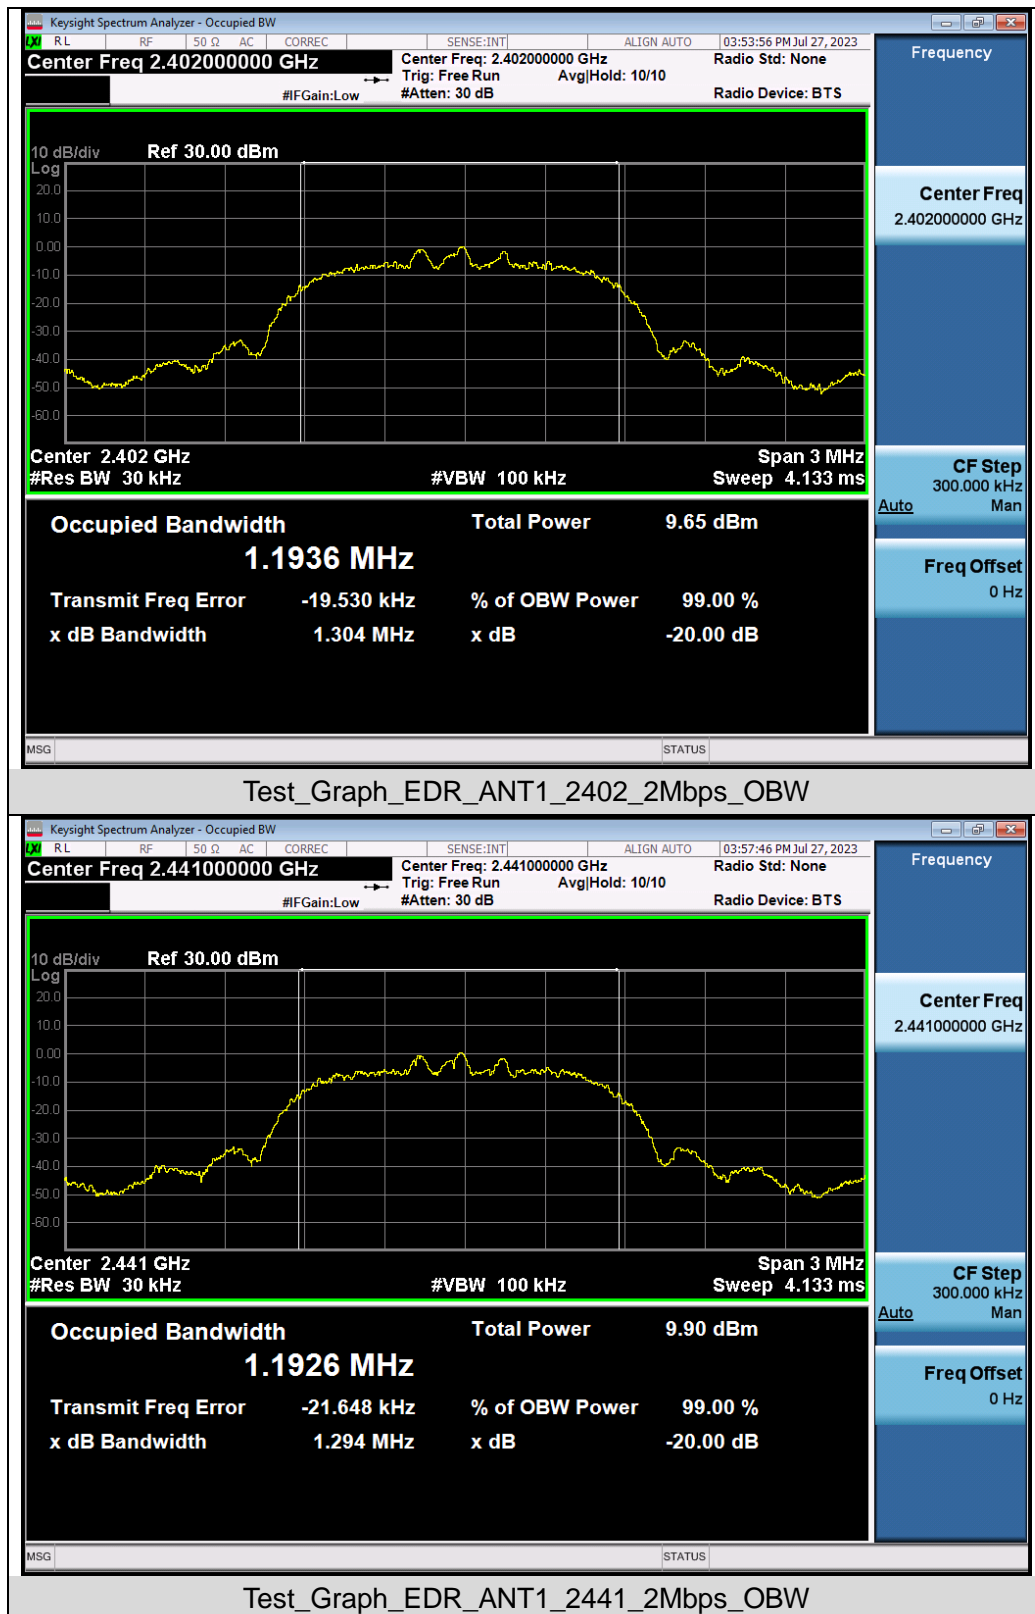 Keysight Spectrum Analyzer - Occupied BW
LXI RL RF 50 Ω AC CORREC SENSE:INT ALIGN AUTO 03:53:56 PM Jul 27, 2023
Center Freq 2.402000000 GHz
Center Freq: 2.402000000 GHz
Radio Std: None
Trig: Free Run Avg|Hold: 10/10
#IFGain:Low #Atten: 30 dB Radio Device: BTS
Frequency
10 dB/div Ref 30.00 dBm
Log
20.0
10.0
0.00
-10.0
-20.0
-30.0
-40.0
-50.0
-60.0
Center Freq
2.402000000 GHz
Center 2.402 GHz Span 3 MHz
#Res BW 30 kHz #VBW 100 kHz Sweep 4.133 ms
CF Step
300.000 kHz
Auto Man
Freq Offset
0 Hz
Occupied Bandwidth Total Power 9.65 dBm
1.1936 MHz
Transmit Freq Error -19.530 kHz % of OBW Power 99.00 %
x dB Bandwidth 1.304 MHz x dB -20.00 dB
MSG STATUS
Test_Graph_EDR_ANT1_2402_2Mbps_OBW
Keysight Spectrum Analyzer - Occupied BW
LXI RL RF 50 Ω AC CORREC SENSE:INT ALIGN AUTO 03:57:46 PM Jul 27, 2023
Center Freq 2.441000000 GHz
Center Freq: 2.441000000 GHz
Radio Std: None
Trig: Free Run Avg|Hold: 10/10
#IFGain:Low #Atten: 30 dB Radio Device: BTS
Frequency
10 dB/div Ref 30.00 dBm
Log
20.0
10.0
0.00
-10.0
-20.0
-30.0
-40.0
-50.0
-60.0
Center Freq
2.441000000 GHz
Center 2.441 GHz Span 3 MHz
#Res BW 30 kHz #VBW 100 kHz Sweep 4.133 ms
CF Step
300.000 kHz
Auto Man
Freq Offset
0 Hz
Occupied Bandwidth Total Power 9.90 dBm
1.1926 MHz
Transmit Freq Error -21.648 kHz % of OBW Power 99.00 %
x dB Bandwidth 1.294 MHz x dB -20.00 dB
MSG STATUS
Test_Graph_EDR_ANT1_2441_2Mbps_OBW